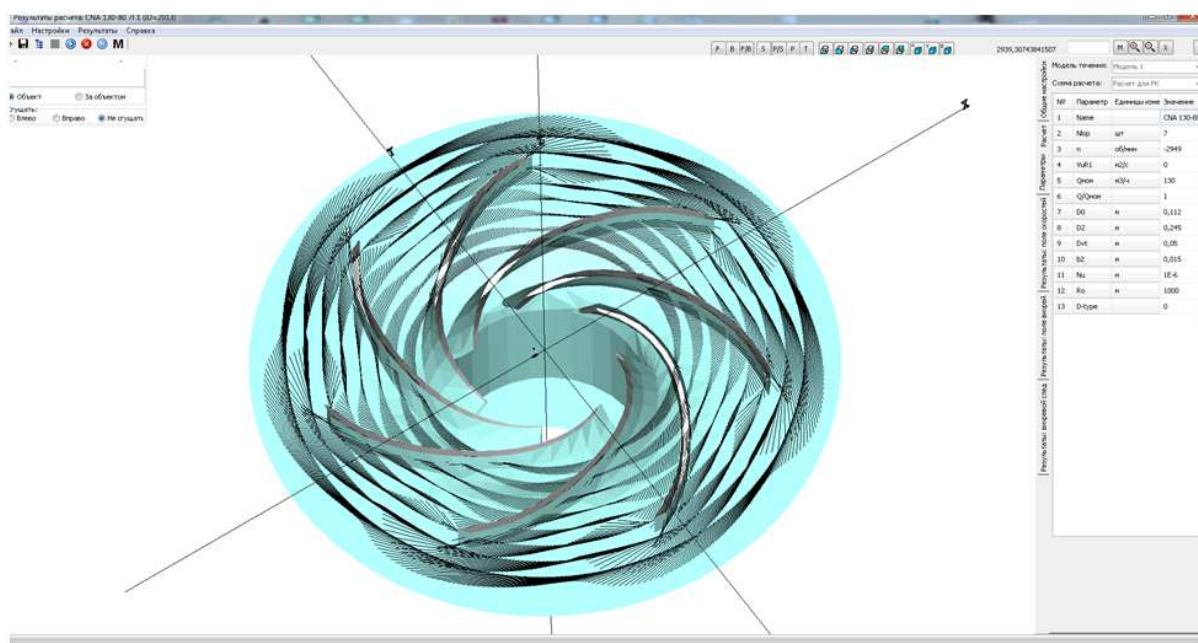 Результаты расчета: CNA 130-80 Л 1 (ID=2013)
айл Настройки Результаты Справка
M
P B P/B S P/S P T
2939,30743841507
M X
Объект За объектом
гущать:
Влево Вправо Не сгущать
Модель течения: Модель 1
Схема расчета: Расчет для РК
Общие настройки
Расчет
Параметры
Результаты: поле скоростей
Результаты: поле вихрей
Результаты: вихревой след
№ Параметр Единицы изме Значение
1 Name CNA 130-80
2 Nлор шт 7
3 n об/мин -2949
4 VuR1 м2/с 0
5 Qном м3/ч 130
6 Q/Qном 1
7 D0 м 0,112
8 D2 м 0,245
9 Dvt м 0,05
10 b2 м 0,015
11 Nu м 1E-6
12 Ro м 1000
13 D-type 0